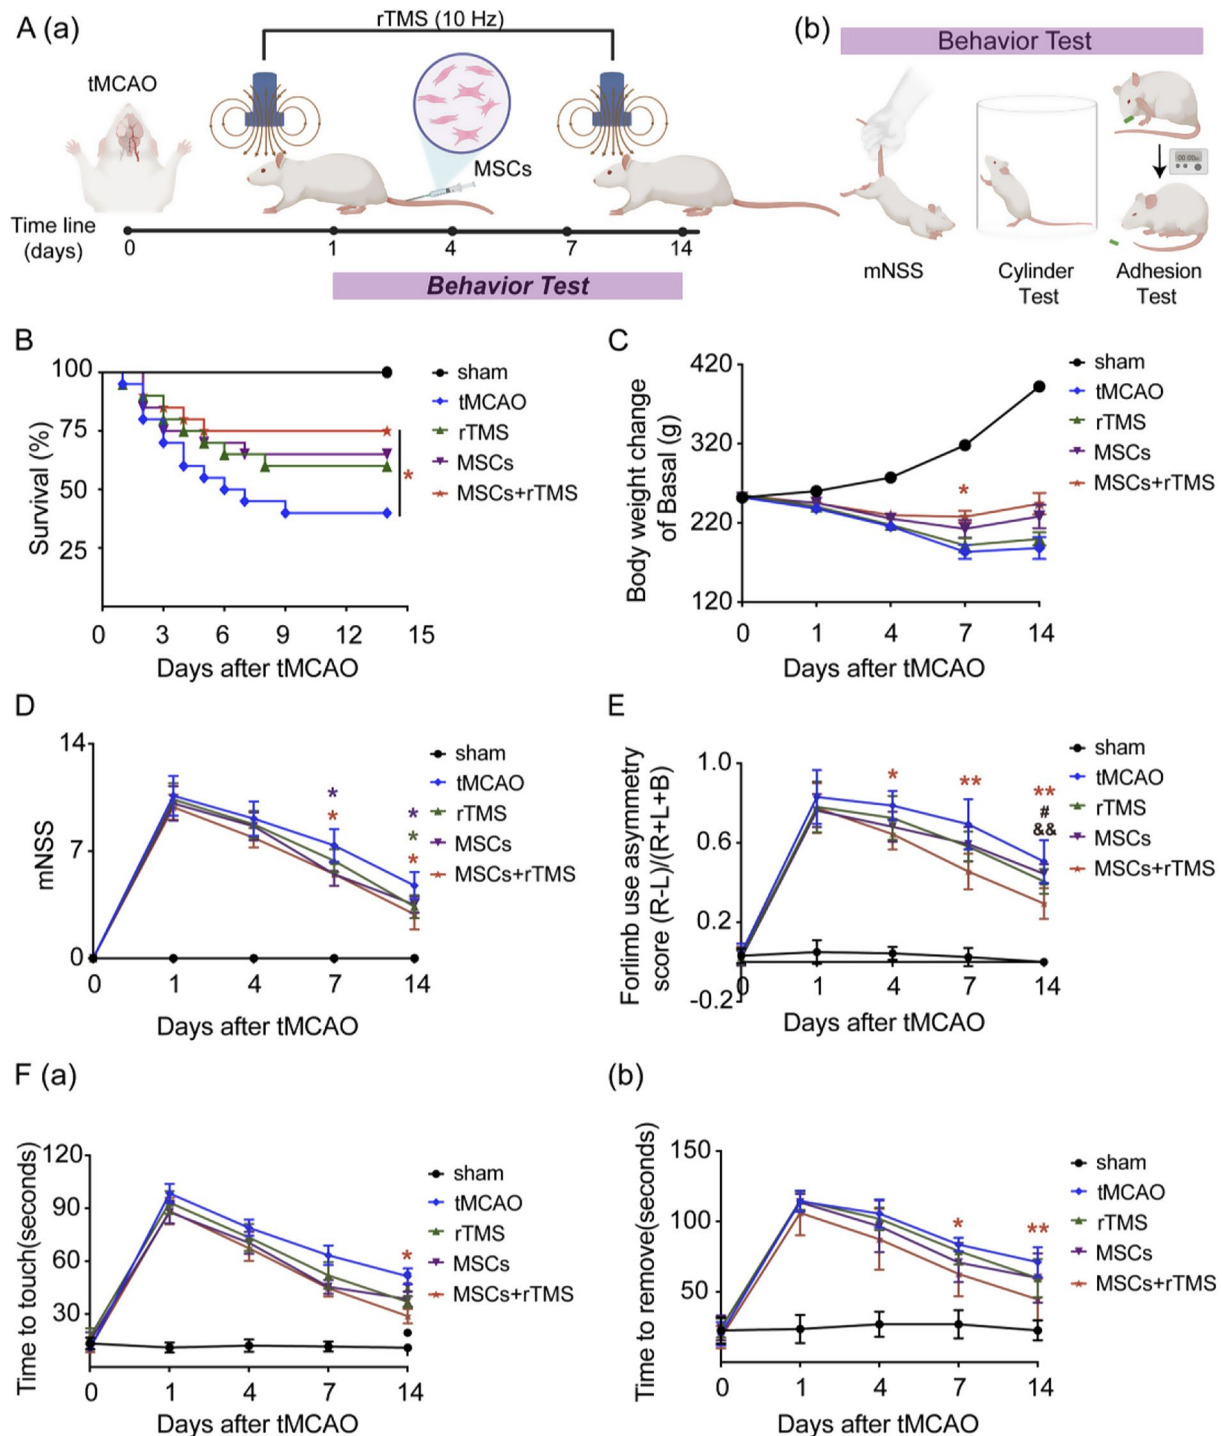 A (a)
rTMS (10 Hz)
tMCAO
MSCs
Time line
(days)
0 1 4 7 14
Behavior Test
(b)
Behavior Test
00:00
mNSS
Cylinder
Test
Adhesion
Test
B
Survival (%)
100
75
50
25
0 3 6 9 12 15
Days after tMCAO
sham
tMCAO
rTMS
MSCs
MSCs+rTMS
*
C
Body weight change
of Basal (g)
420
320
220
120
0 1 4 7 14
Days after tMCAO
*
sham
tMCAO
rTMS
MSCs
MSCs+rTMS
D
mNSS
14
7
0
0 1 4 7 14
Days after tMCAO
*
*
*
*
*
sham
tMCAO
rTMS
MSCs
MSCs+rTMS
E
Forlimb use asymmetry
score (R-L)/(R+L+B)
1.0
0.6
0.2
-0.2
0 1 4 7 14
Days after tMCAO
*
**
**
#
&&
sham
tMCAO
rTMS
MSCs
MSCs+rTMS
F (a)
Time to touch(seconds)
120
90
60
30
0 1 4 7 14
Days after tMCAO
*
sham
tMCAO
rTMS
MSCs
MSCs+rTMS
(b)
Time to remove(seconds)
150
100
50
0 1 4 7 14
Days after tMCAO
*
**
sham
tMCAO
rTMS
MSCs
MSCs+rTMS